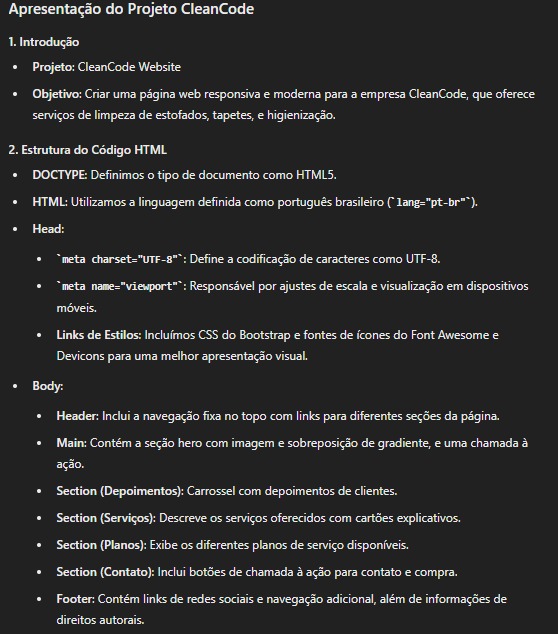 Apresentação do Projeto CleanCode
1. Introdução
• Projeto: CleanCode Website
• Objetivo: Criar uma página web responsiva e moderna para a empresa CleanCode, que oferece
serviços de limpeza de estofados, tapetes, e higienização.
2. Estrutura do Código HTML
• DOCTYPE: Definimos o tipo de documento como HTML5.
• HTML: Utilizamos a linguagem definida como português brasileiro (`lang="pt-br"`).
• Head:
• `meta charset="UTF-8"`: Define a codificação de caracteres como UTF-8.
• `meta name="viewport"`: Responsável por ajustes de escala e visualização em dispositivos
móveis.
• Links de Estilos: Incluímos CSS do Bootstrap e fontes de ícones do Font Awesome e
Devicons para uma melhor apresentação visual.
• Body:
• Header: Inclui a navegação fixa no topo com links para diferentes seções da página.
• Main: Contém a seção hero com imagem e sobreposição de gradiente, e uma chamada à
ação.
• Section (Depoimentos): Carrossel com depoimentos de clientes.
• Section (Serviços): Descreve os serviços oferecidos com cartões explicativos.
• Section (Planos): Exibe os diferentes planos de serviço disponíveis.
• Section (Contato): Inclui botões de chamada à ação para contato e compra.
• Footer: Contém links de redes sociais e navegação adicional, além de informações de
direitos autorais.